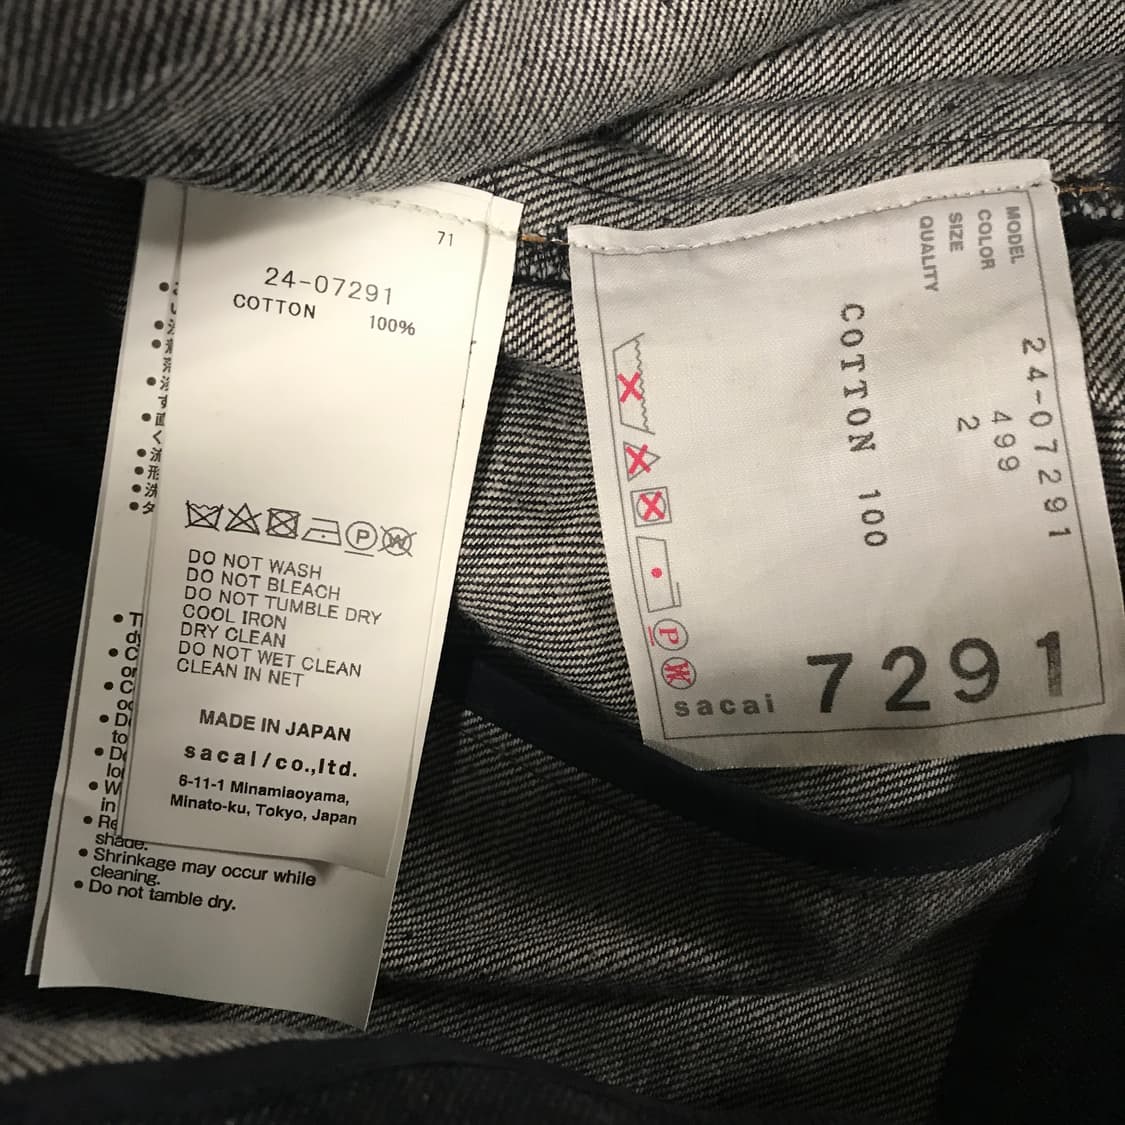 71
24-07291
COTTON 100%
DO NOT WASH
DO NOT BLEACH
DO NOT TUMBLE DRY
COOL IRON
DRY CLEAN
DO NOT WET CLEAN
CLEAN IN NET
MADE IN JAPAN
sacai/co.,ltd.
6-11-1 Minamiaoyama,
Minato-ku, Tokyo, Japan
shade.
• Shrinkage may occur while
cleaning.
• Do not tamble dry.
MODEL 24-07291
COLOR 499
SIZE 2
QUALITY
COTTON 100
P
W
sacai 7291